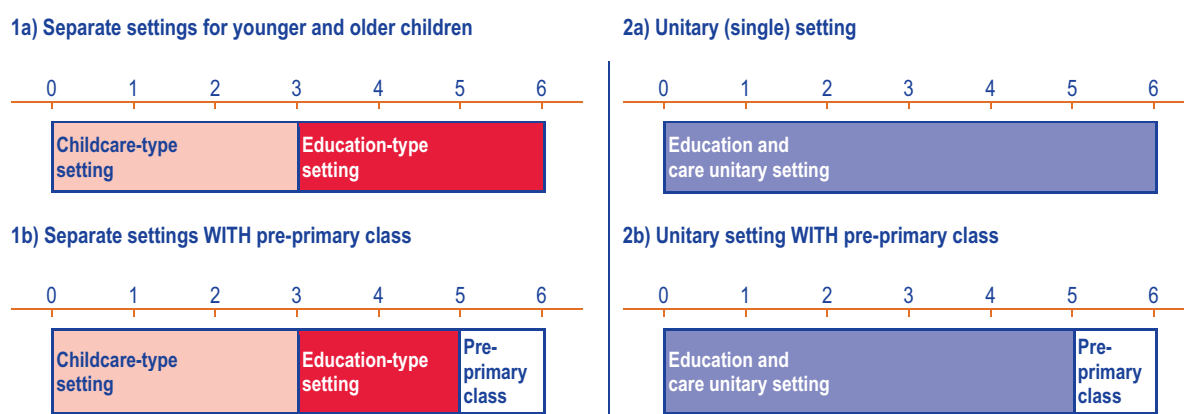 1a) Separate settings for younger and older children
0 1 2 3 4 5 6
Childcare-type
setting
Education-type
setting
1b) Separate settings WITH pre-primary class
0 1 2 3 4 5 6
Childcare-type
setting
Education-type
setting
Pre-
primary
class
2a) Unitary (single) setting
0 1 2 3 4 5 6
Education and
care unitary setting
2b) Unitary setting WITH pre-primary class
0 1 2 3 4 5 6
Education and
care unitary setting
Pre-
primary
class